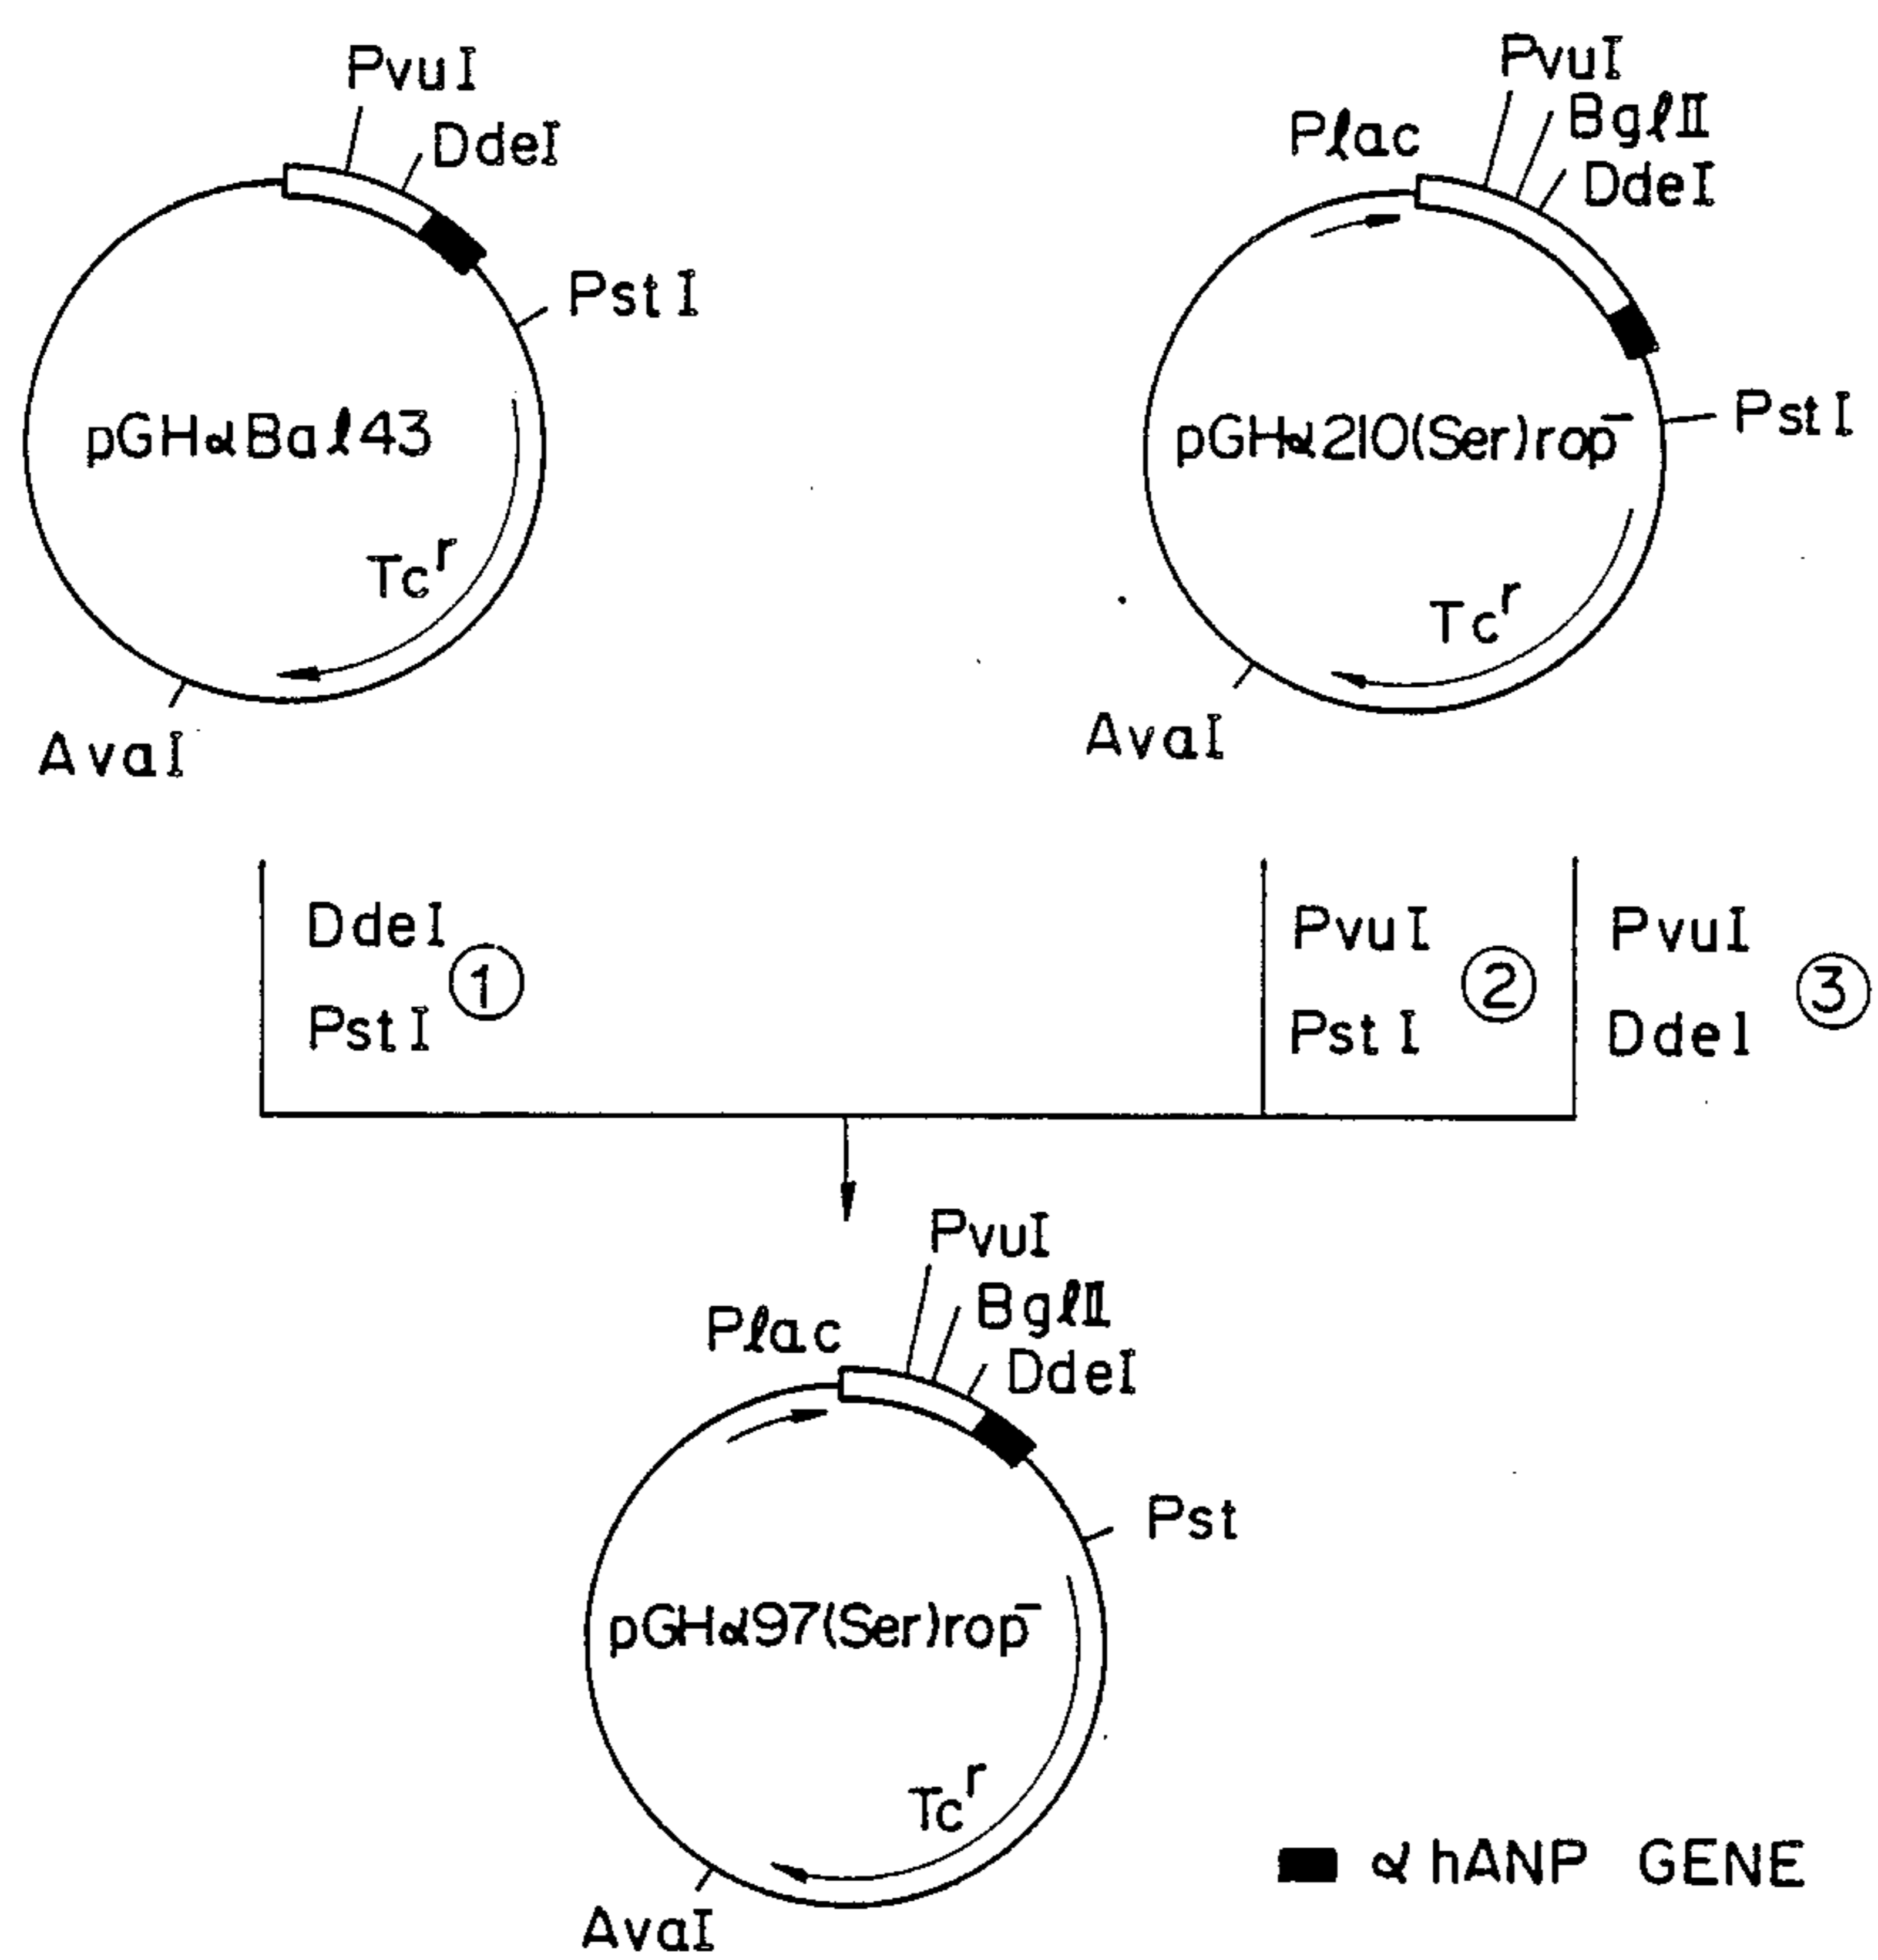 PvuI
DdeI
PstI
pGHαBal43
Tcʳ
AvaI
PvuI
Plac
BglII
DdeI
PstI
pGHα210(Ser)rop⁻
Tcʳ
AvaI
DdeI
①
PstI
PvuI
②
PstI
PvuI
③
DdeI
PvuI
Plac
BglII
DdeI
Pst
pGHα97(Ser)rop⁻
Tcʳ
AvaI
α hANP GENE